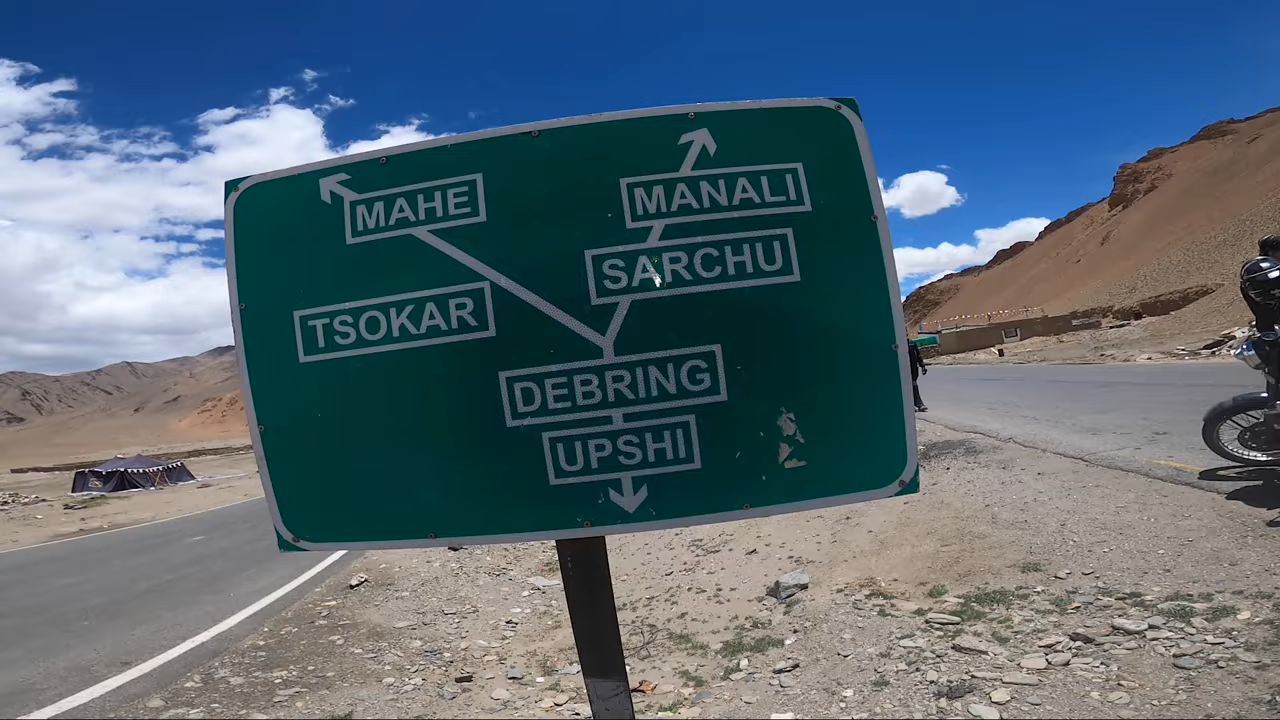 MAHE
MANALI
SARCHU
TSOKAR
DEBRING
UPSHI